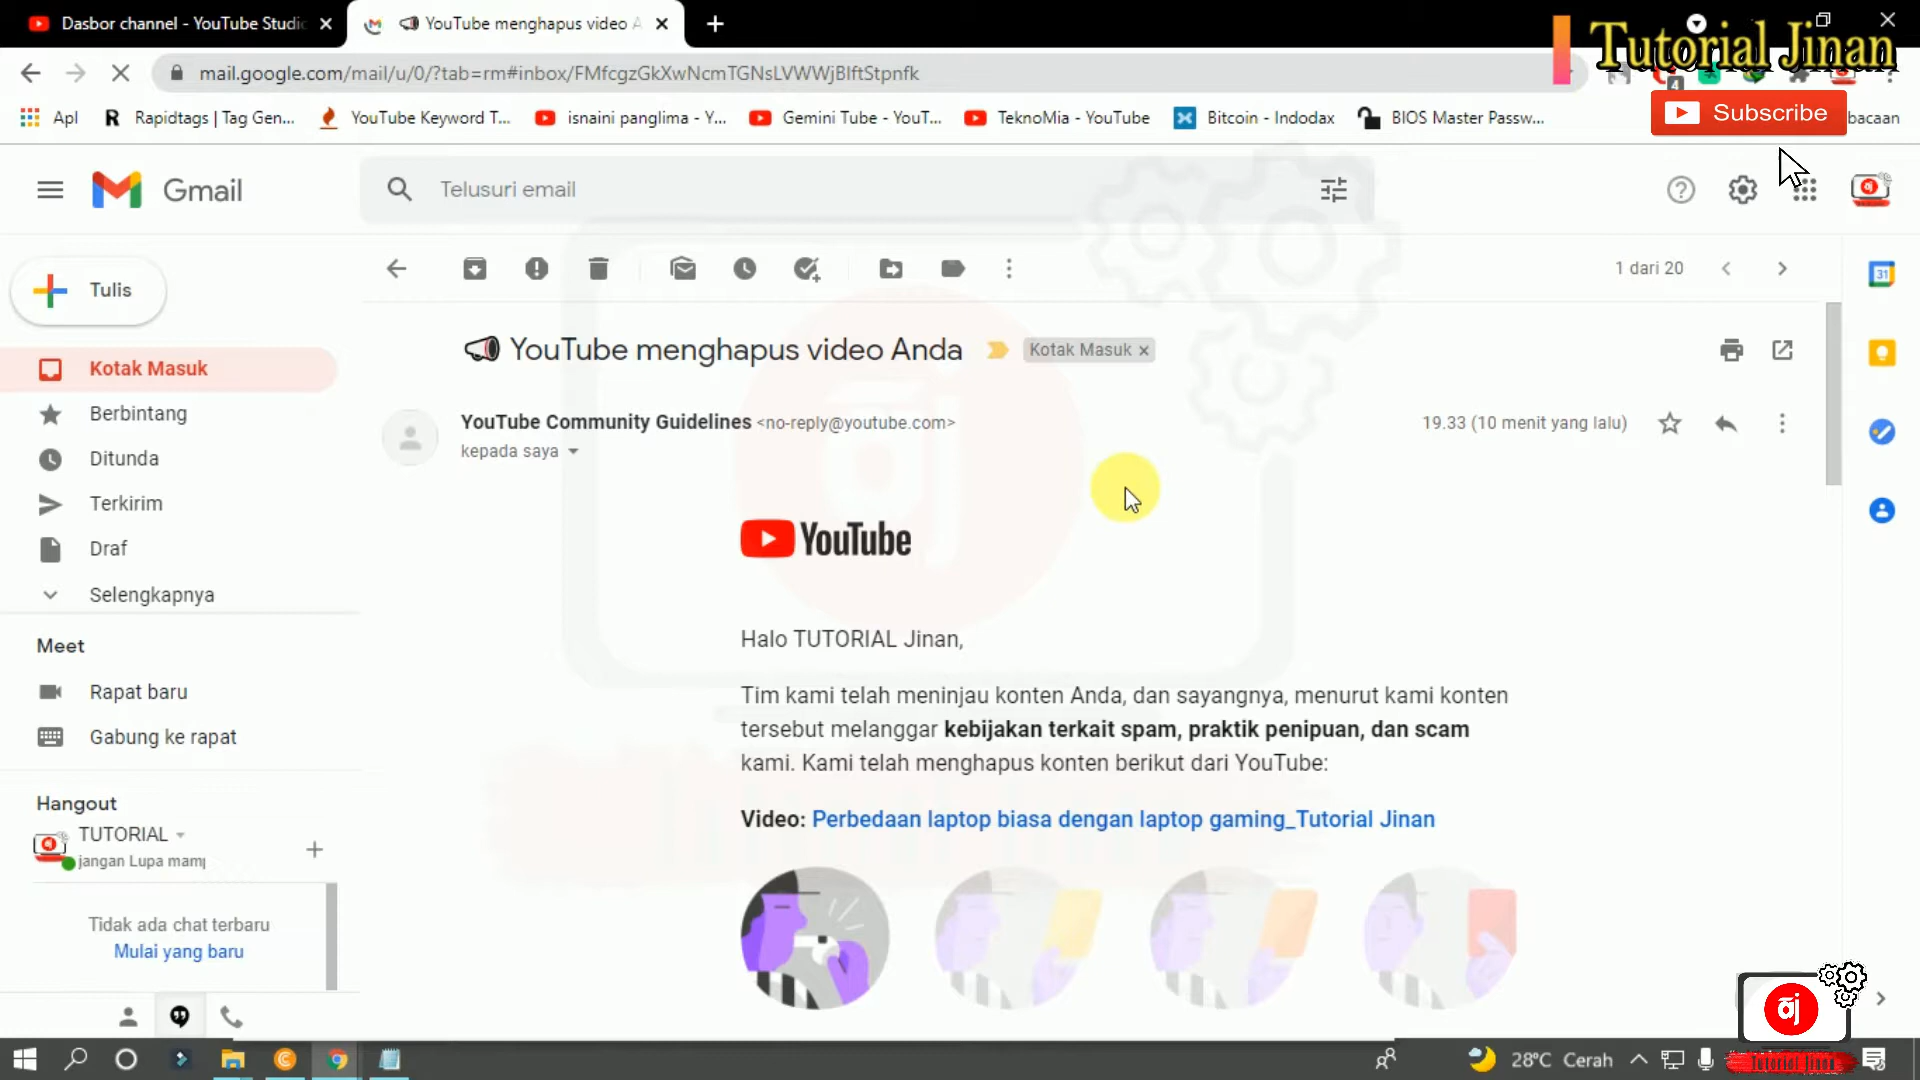 Dasbor channel - YouTube Studi
YouTube menghapus video A
Tutorial Jinan
mail.google.com/mail/u/0/?tab=rm#inbox/FMfcgzGkXwNcmTGNsLVWWjBlftStpnfk
4
Apl
Rapidtags | Tag Gen...
YouTube Keyword T...
isnaini panglima - Y...
Gemini Tube - YouT...
TeknoMia - YouTube
Bitcoin - Indodax
BIOS Master Passw...
Subscribe
bacaan
Gmail
Telusuri email
Tulis
1 dari 20
31
Kotak Masuk
Berbintang
Ditunda
Terkirim
Draf
Selengkapnya
YouTube menghapus video Anda
Kotak Masuk
YouTube Community Guidelines <no-reply@youtube.com>
19.33 (10 menit yang lalu)
kepada saya
YouTube
Halo TUTORIAL Jinan,
Tim kami telah meninjau konten Anda, dan sayangnya, menurut kami konten
tersebut melanggar kebijakan terkait spam, praktik penipuan, dan scam
kami. Kami telah menghapus konten berikut dari YouTube:
Video: Perbedaan laptop biasa dengan laptop gaming_Tutorial Jinan
Meet
Rapat baru
Gabung ke rapat
Hangout
TUTORIAL
jangan Lupa mam
Tidak ada chat terbaru
Mulai yang baru
28°C Cerah
Tutorial Jinan